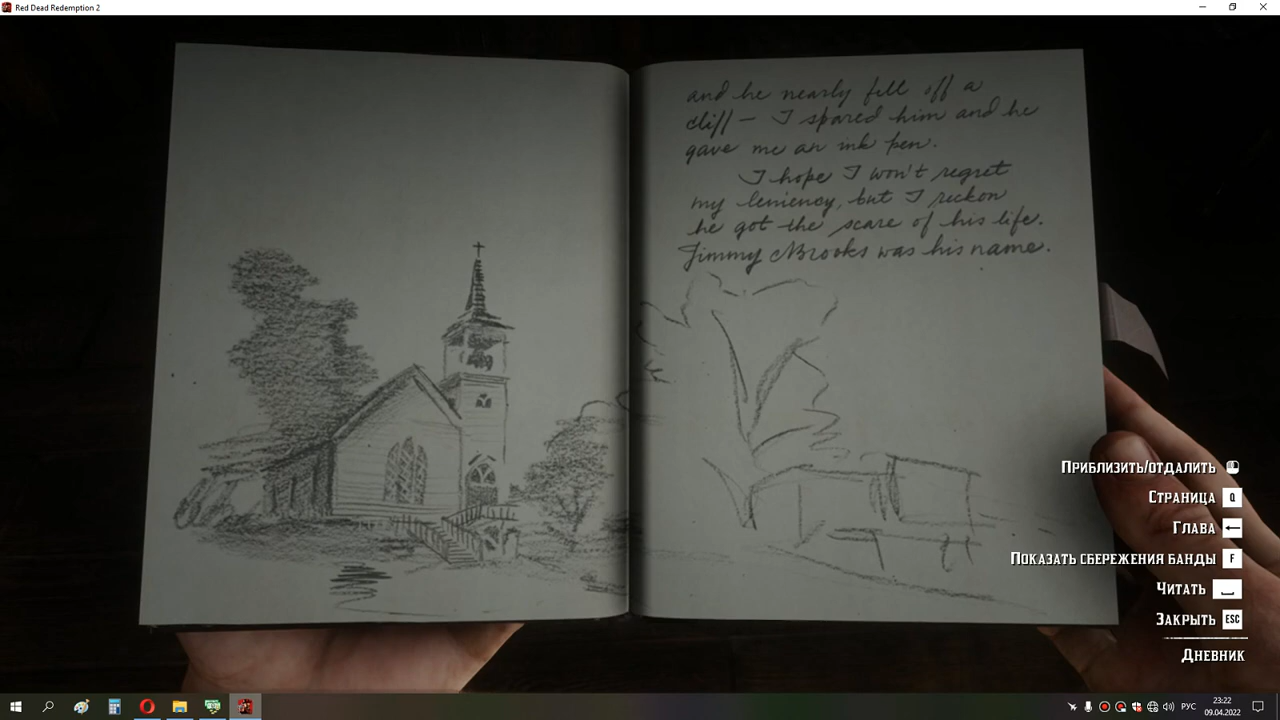 Red Dead Redemption 2
and he nearly fell off a
cliff — I spared him and he
gave me an ink pen.
I hope I won't regret
my leniency, but I reckon
he got the scare of his life.
Jimmy Brooks was his name.
Приблизить/отдалить
Страница Q
Глава ←
Показать сбережения банды F
Читать
Закрыть ESC
Дневник
РУС
23:22
09.04.2022